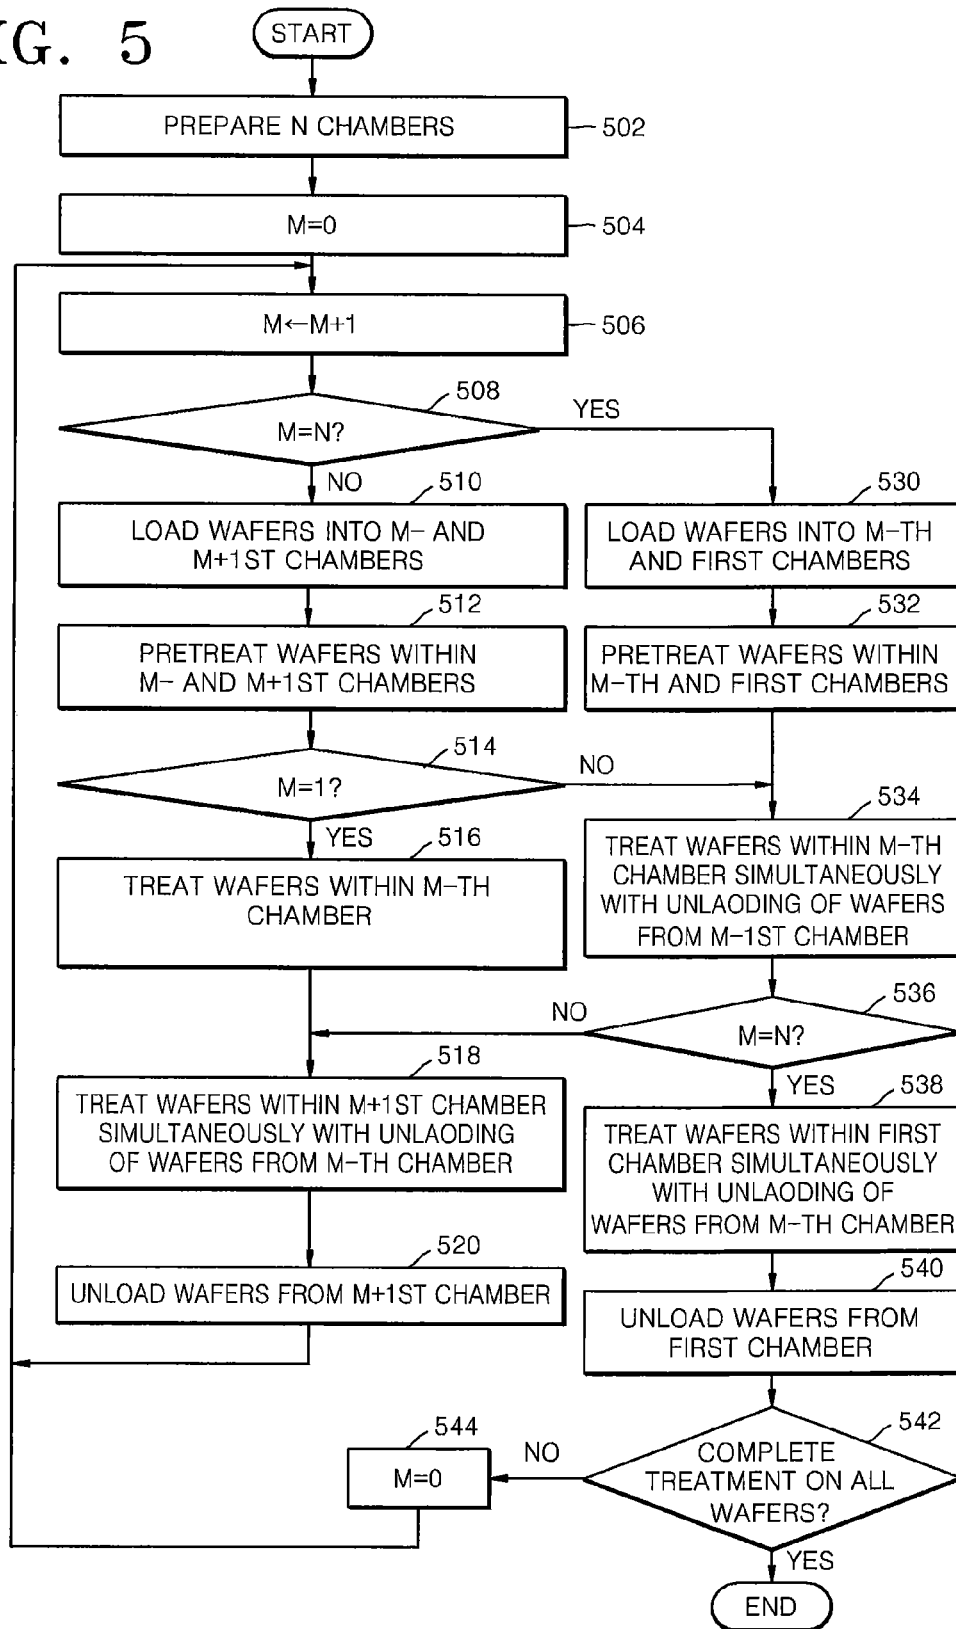 IG. 5
START
PREPARE N CHAMBERS
502
M=0
504
M←M+1
506
508
M=N?
YES
NO
510
LOAD WAFERS INTO M- AND
M+1ST CHAMBERS
530
LOAD WAFERS INTO M-TH
AND FIRST CHAMBERS
512
PRETREAT WAFERS WITHIN
M- AND M+1ST CHAMBERS
532
PRETREAT WAFERS WITHIN
M-TH AND FIRST CHAMBERS
514
M=1?
NO
YES
516
TREAT WAFERS WITHIN M-TH
CHAMBER
534
TREAT WAFERS WITHIN M-TH
CHAMBER SIMULTANEOUSLY
WITH UNLAODING OF WAFERS
FROM M-1ST CHAMBER
536
M=N?
NO
YES
518
TREAT WAFERS WITHIN M+1ST CHAMBER
SIMULTANEOUSLY WITH UNLAODING
OF WAFERS FROM M-TH CHAMBER
538
TREAT WAFERS WITHIN FIRST
CHAMBER SIMULTANEOUSLY
WITH UNLAODING OF
WAFERS FROM M-TH CHAMBER
520
UNLOAD WAFERS FROM M+1ST CHAMBER
540
UNLOAD WAFERS FROM
FIRST CHAMBER
542
COMPLETE
TREATMENT ON ALL
WAFERS?
NO
544
M=0
YES
END